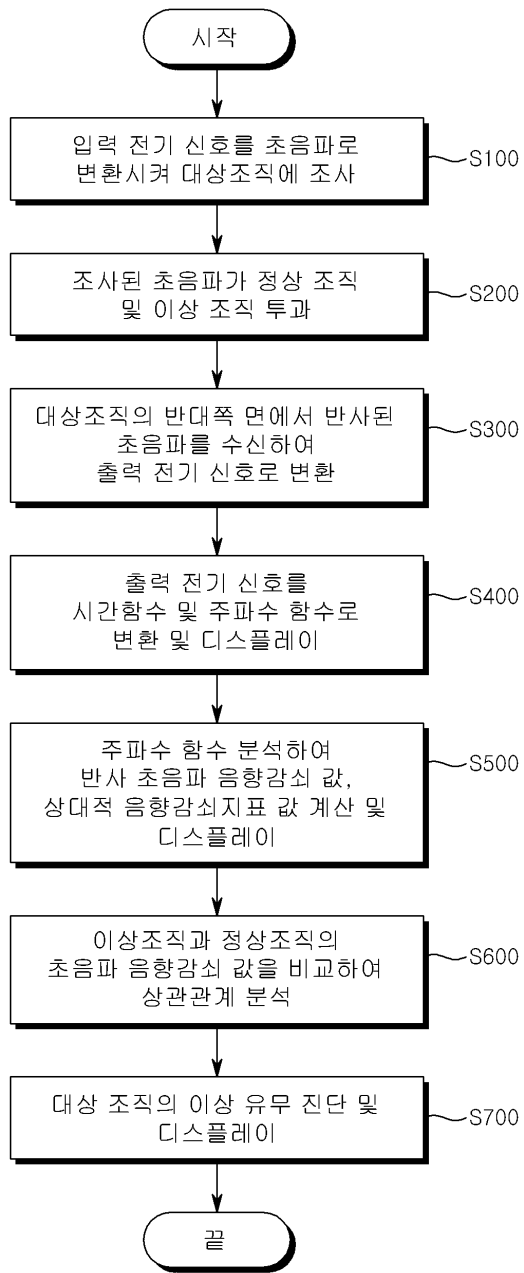 시작
입력 전기 신호를 초음파로
변환시켜 대상조직에 조사
S100
조사된 초음파가 정상 조직
및 이상 조직 투과
S200
대상조직의 반대쪽 면에서 반사된
초음파를 수신하여
출력 전기 신호로 변환
S300
출력 전기 신호를
시간함수 및 주파수 함수로
변환 및 디스플레이
S400
주파수 함수 분석하여
반사 초음파 음향감쇠 값,
상대적 음향감쇠지표 값 계산 및
디스플레이
S500
이상조직과 정상조직의
초음파 음향감쇠 값을 비교하여
상관관계 분석
S600
대상 조직의 이상 유무 진단 및
디스플레이
S700
끝